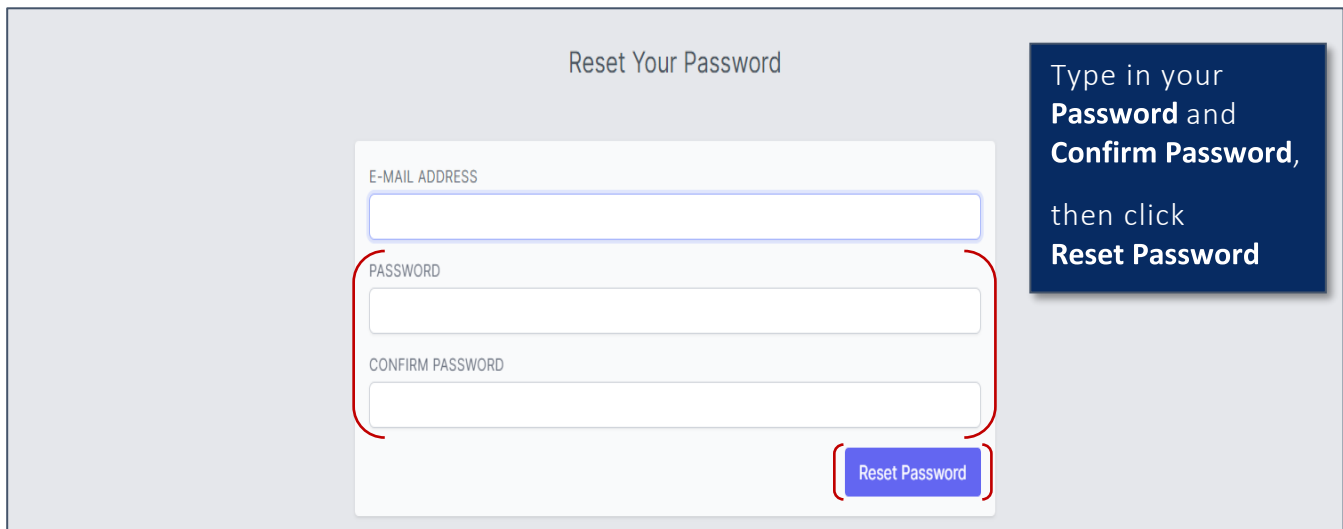 Reset Your Password
E-MAIL ADDRESS
PASSWORD
CONFIRM PASSWORD
Reset Password
Type in your
Password and
Confirm Password,
then click
Reset Password